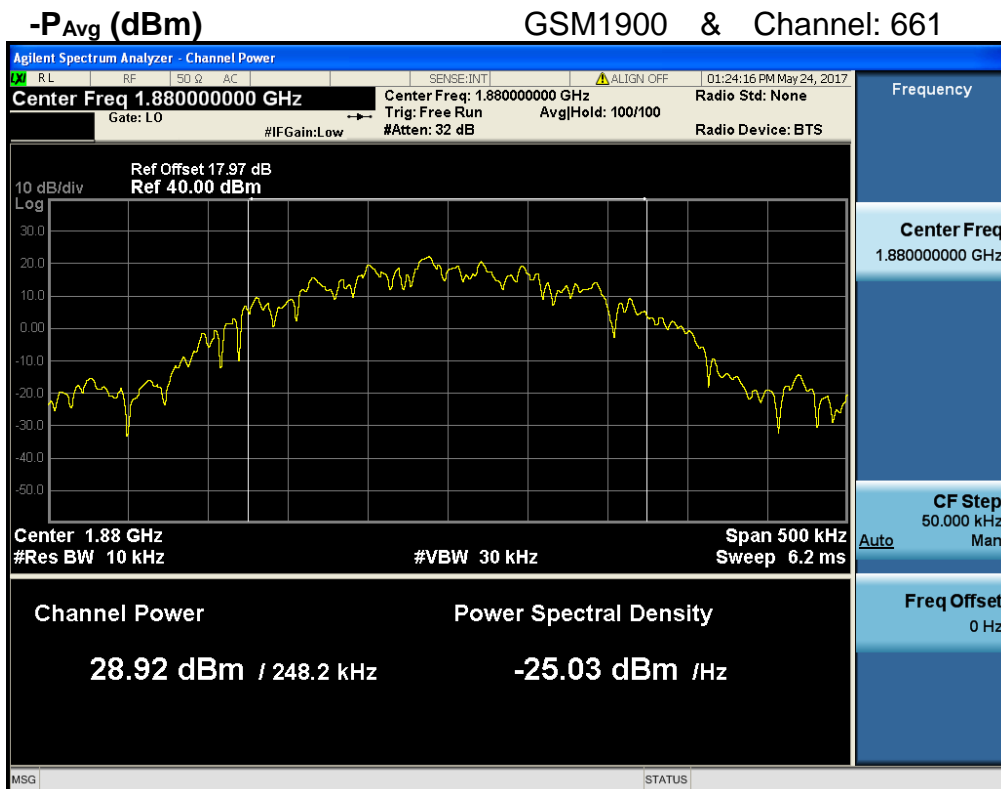 -PAvg (dBm) GSM1900 & Channel: 661
Agilent Spectrum Analyzer - Channel Power
LXI RL RF 50 Ω AC SENSE:INT ALIGN OFF 01:24:16 PM May 24, 2017
Center Freq 1.880000000 GHz
Gate: LO
#IFGain:Low
Center Freq: 1.880000000 GHz
Trig: Free Run Avg|Hold: 100/100
#Atten: 32 dB
Radio Std: None
Radio Device: BTS
Ref Offset 17.97 dB
10 dB/div Ref 40.00 dBm
Log
30.0
20.0
10.0
0.00
-10.0
-20.0
-30.0
-40.0
-50.0
Center 1.88 GHz Span 500 kHz
#Res BW 10 kHz #VBW 30 kHz Sweep 6.2 ms
Channel Power Power Spectral Density
28.92 dBm / 248.2 kHz -25.03 dBm /Hz
MSG STATUS
Frequency
Center Freq
1.880000000 GHz
CF Step
50.000 kHz
Auto Man
Freq Offset
0 Hz